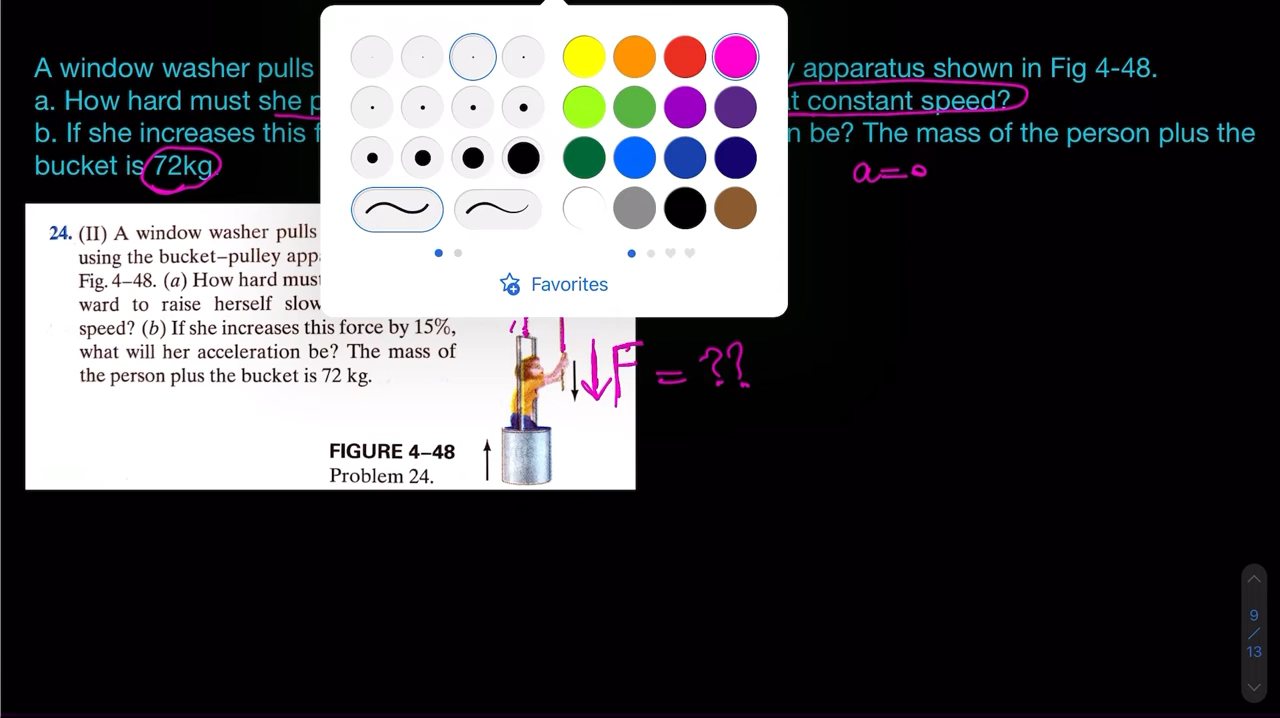 A window washer pulls
apparatus shown in Fig 4-48.
a. How hard must she p
t constant speed?
b. If she increases this f
n be? The mass of the person plus the
bucket is 72kg
a=0
24. (II) A window washer pulls
using the bucket–pulley app
Fig. 4–48. (a) How hard must
ward to raise herself slow
speed? (b) If she increases this force by 15%,
what will her acceleration be? The mass of
the person plus the bucket is 72 kg.
Favorites
F = ??
FIGURE 4–48
Problem 24.
9
/
13